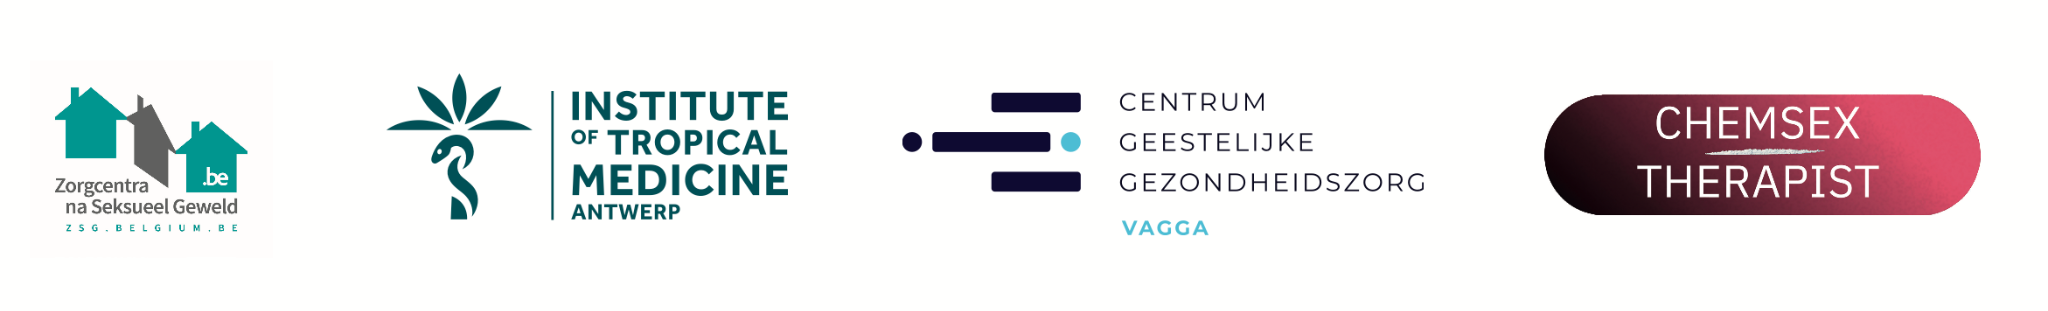 .be
Zorgcentra
na Seksueel Geweld
ZSG.BELGIUM.BE
INSTITUTE
OF TROPICAL
MEDICINE
ANTWERP
CENTRUM
GEESTELIJKE
GEZONDHEIDSZORG
VAGGA
CHEMSEX
THERAPIST